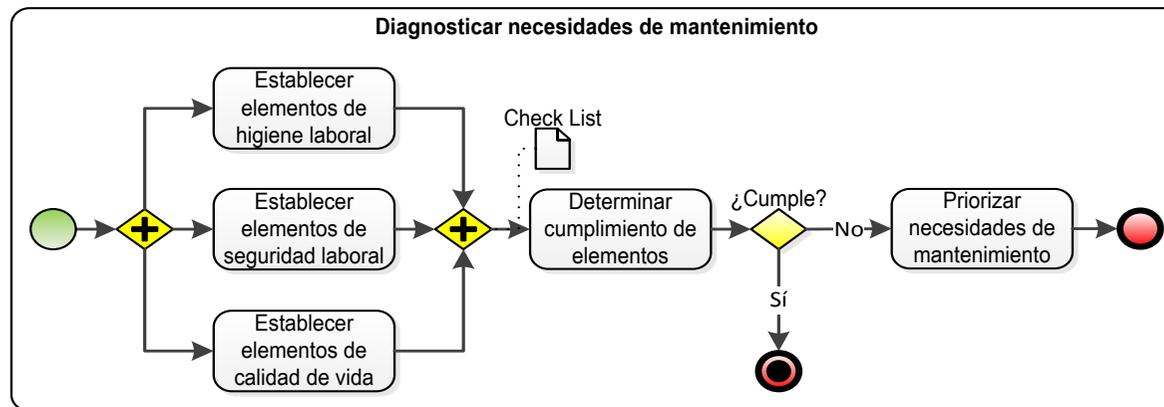 Diagnosticar necesidades de mantenimiento
Establecer
elementos de
higiene laboral
Check List
Establecer
elementos de
seguridad laboral
Determinar
cumplimiento de
elementos
¿Cumple?
No
Priorizar
necesidades de
mantenimiento
Sí
Establecer
elementos de
calidad de vida